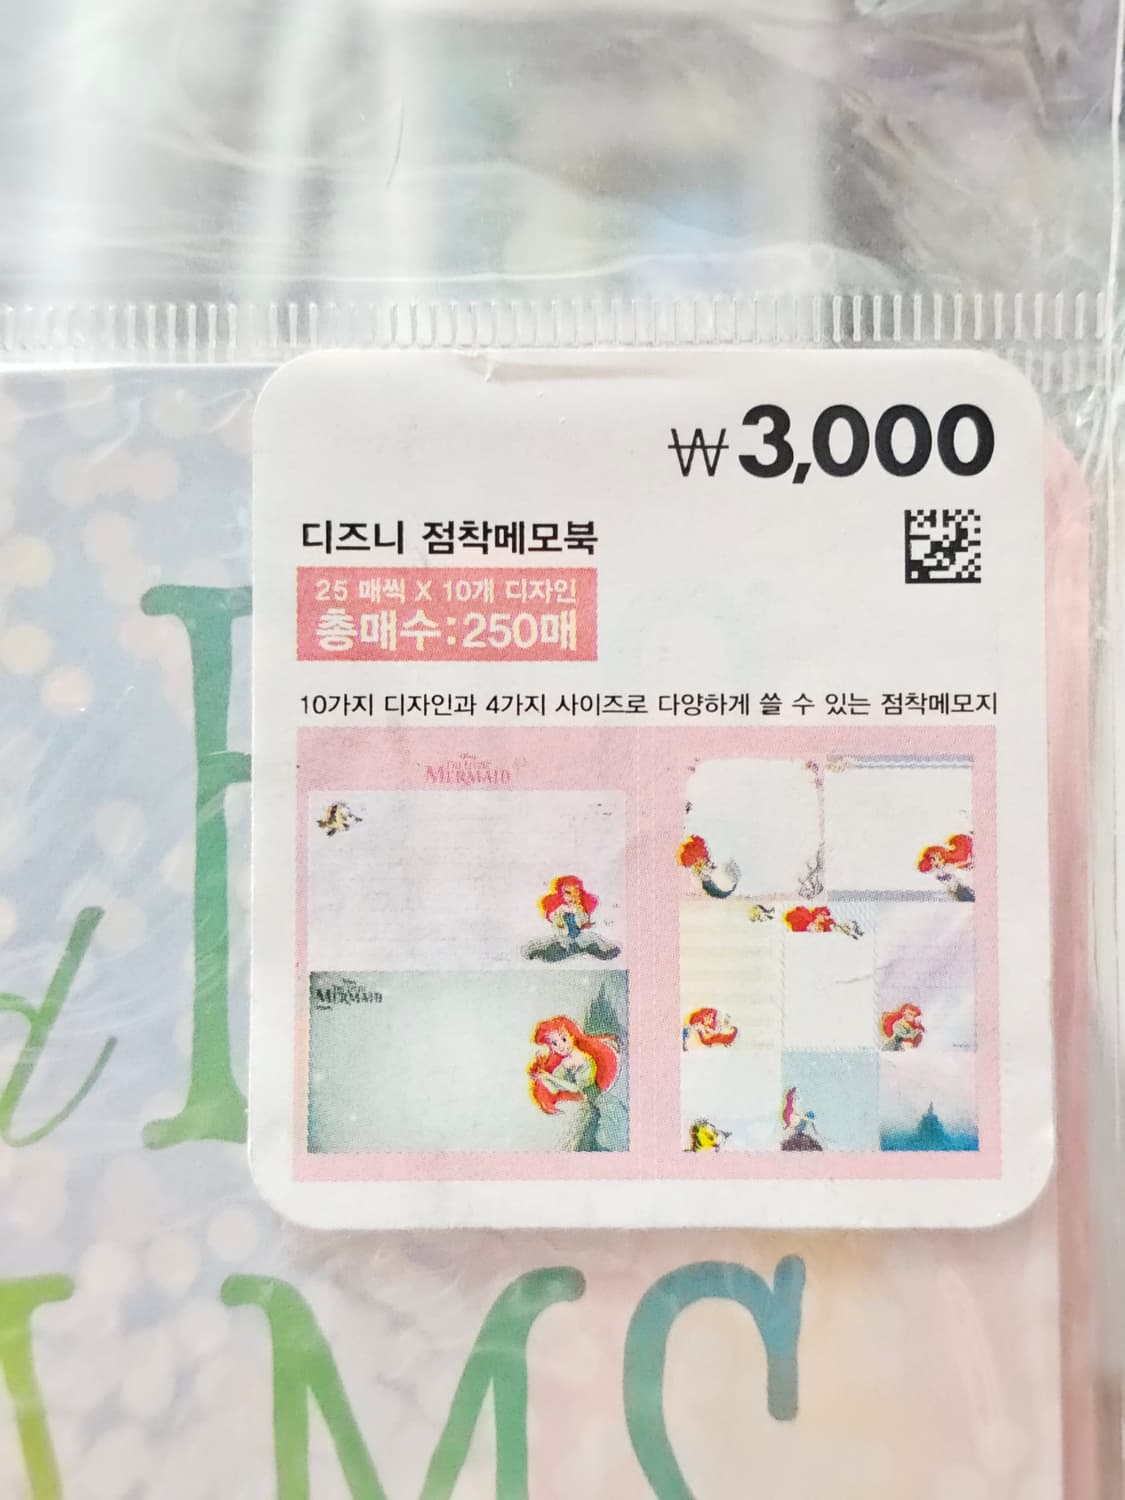 ₩3,000
디즈니 점착메모북
25 매씩 X 10개 디자인
총매수:250매
10가지 디자인과 4가지 사이즈로 다양하게 쓸 수 있는 점착메모지
THE LITTLE
MERMAID
MERMAID